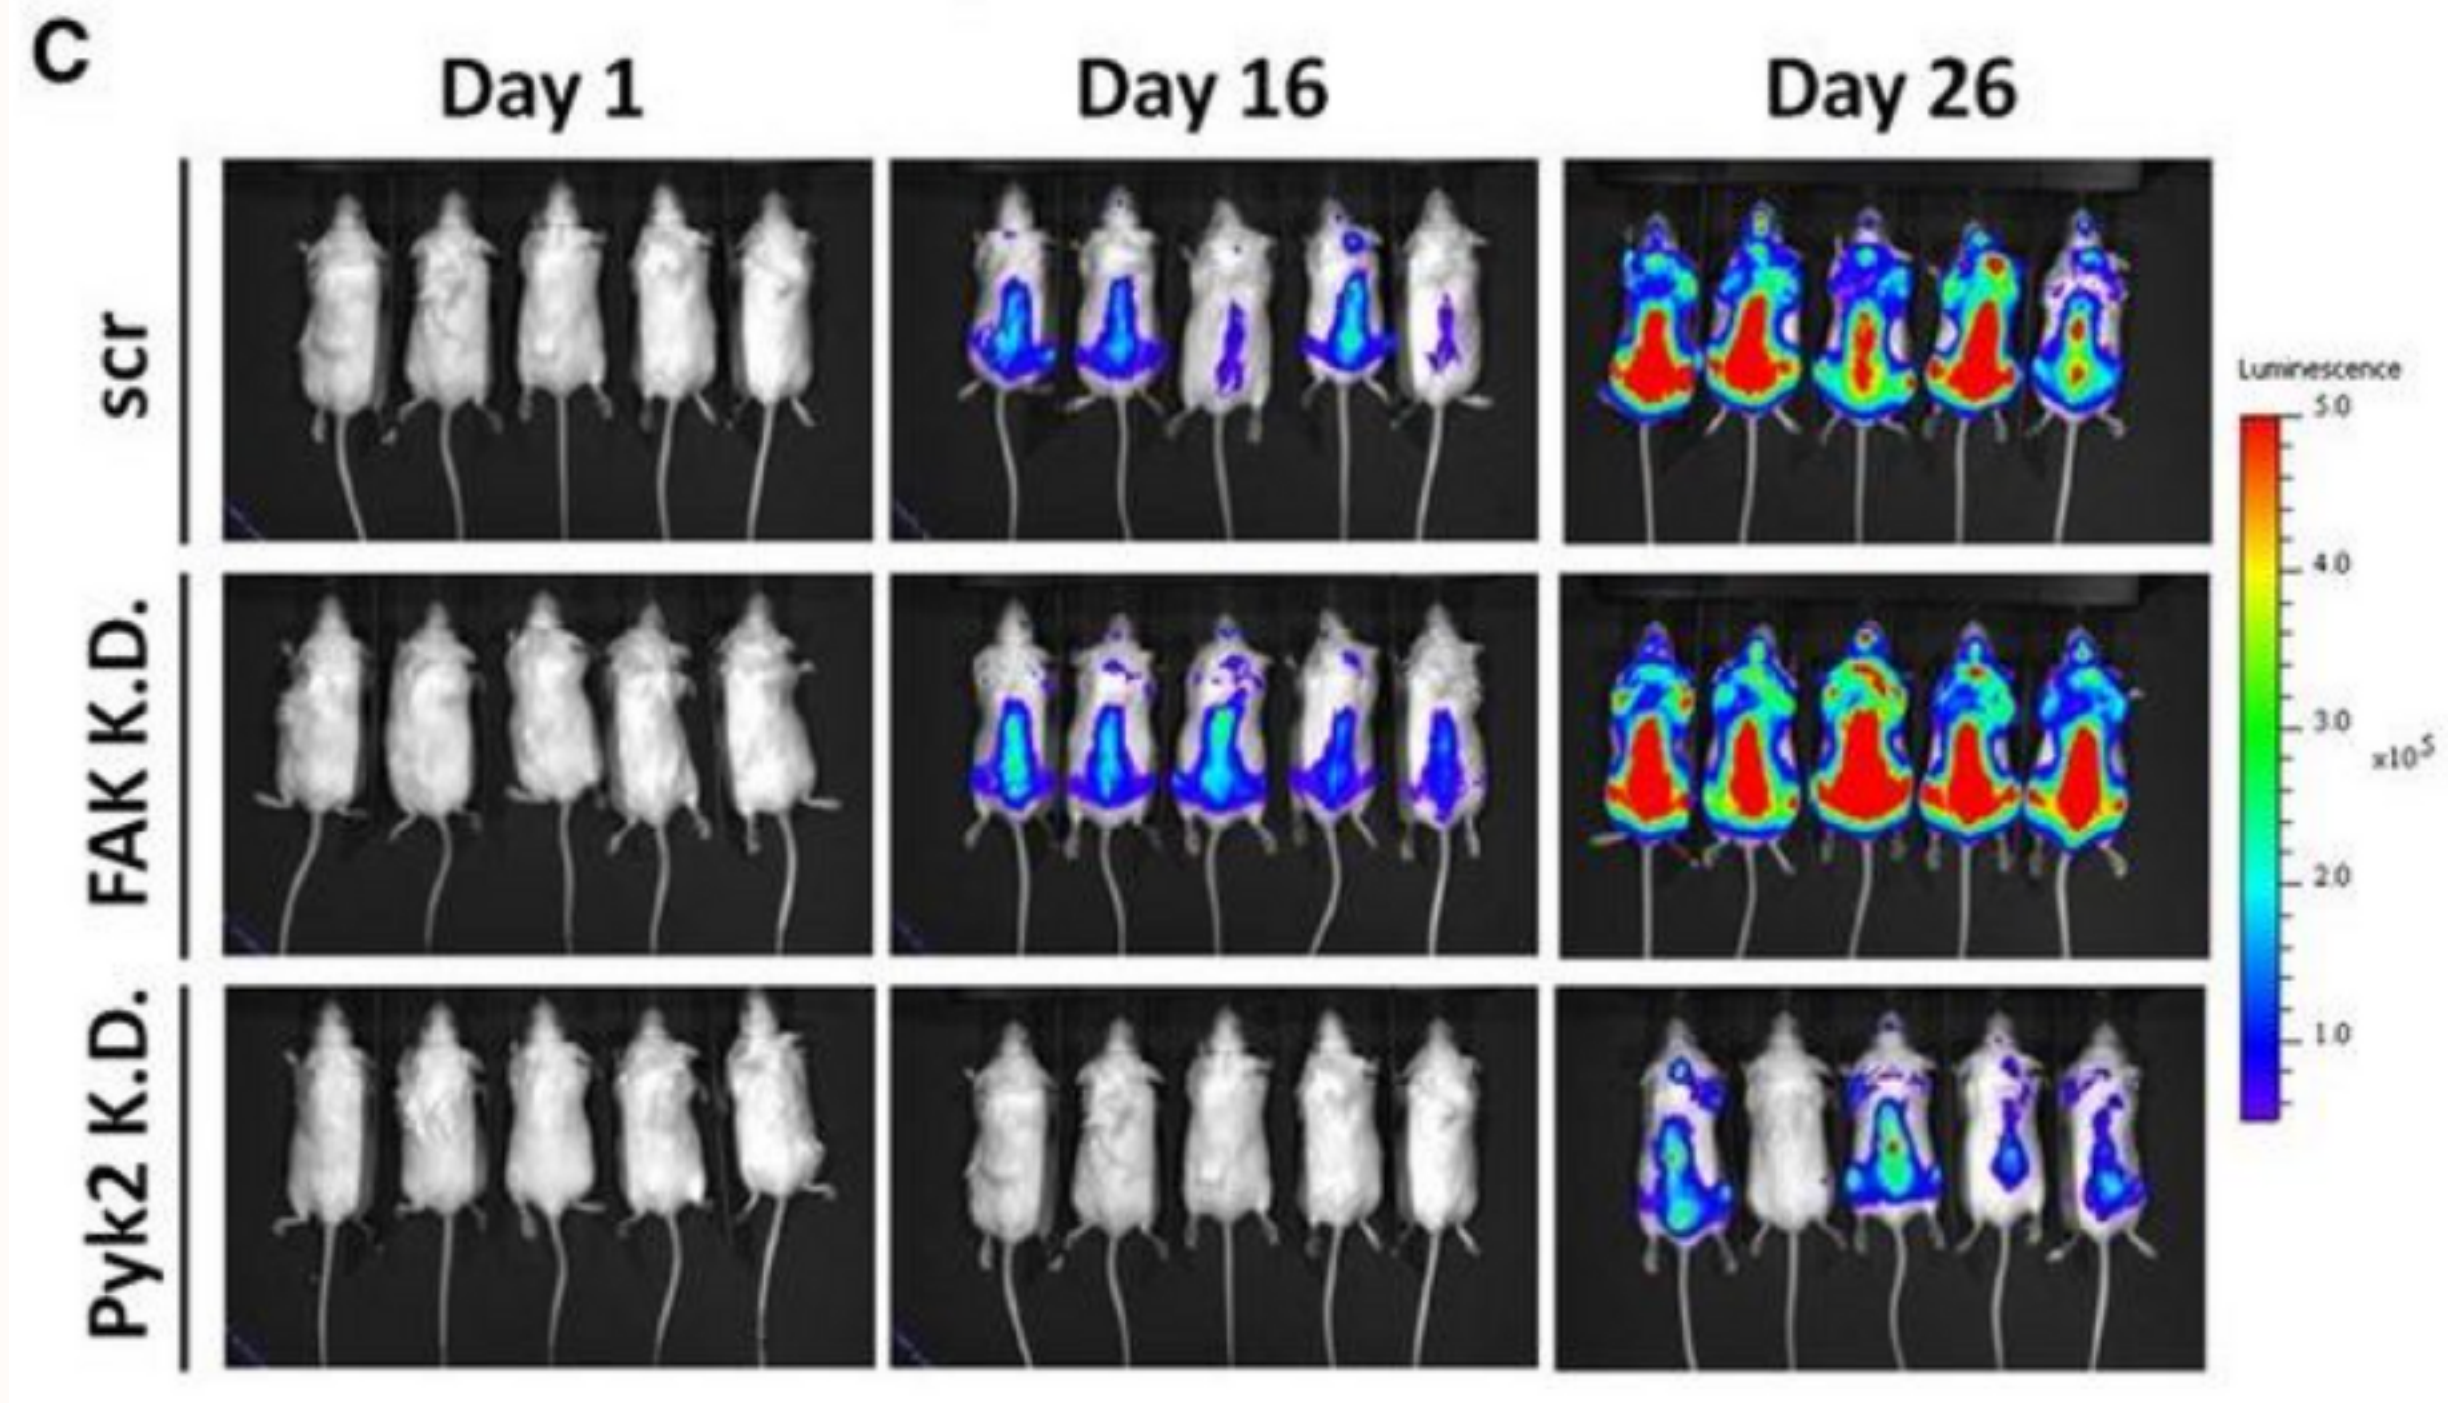 C
Day 1 Day 16 Day 26
scr
FAK K.D.
Pyk2 K.D.
Luminescence
5.0
4.0
3.0
x10⁵
2.0
1.0